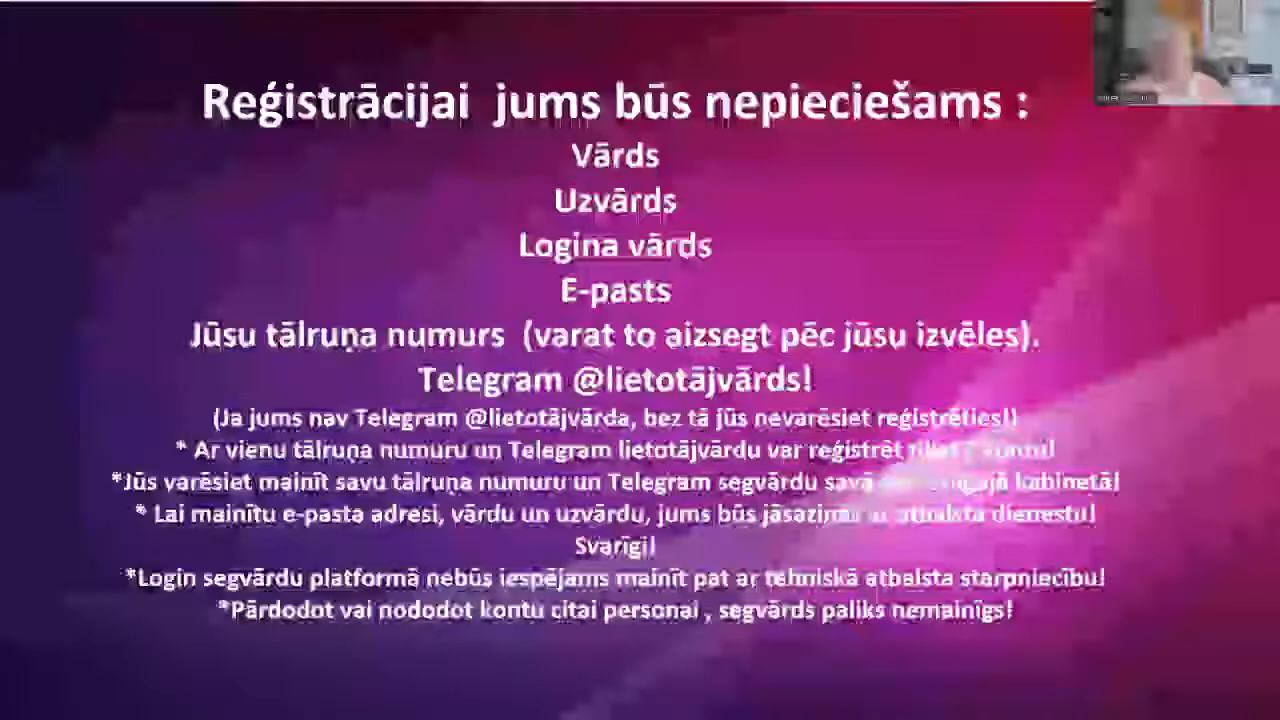 Reģistrācijai jums būs nepieciešams :
Vārds
Uzvārds
Logina vārds
E-pasts
Jūsu tālruņa numurs (varat to aizsegt pēc jūsu izvēles).
Telegram @lietotājvārds!
(Ja jums nav Telegram @lietotājvārda, bez tā jūs nevarēsiet reģistrēties!)
* Ar vienu tālruņa numuru un Telegram lietotājvārdu var reģistrēt
*Jūs varēsiet mainīt savu tālruņa numuru un Telegram segvārdu savā kabinetā!
* Lai mainītu e-pasta adresi, vārdu un uzvārdu, jums būs jāsazinās ar atbalsta dienestu!
Svarīgi!
*Login segvārdu platformā nebūs iespējams mainīt pat ar tehniskā atbalsta starpniecību!
*Pārdodot vai nododot kontu citai personai , segvārds paliks nemainīgs!